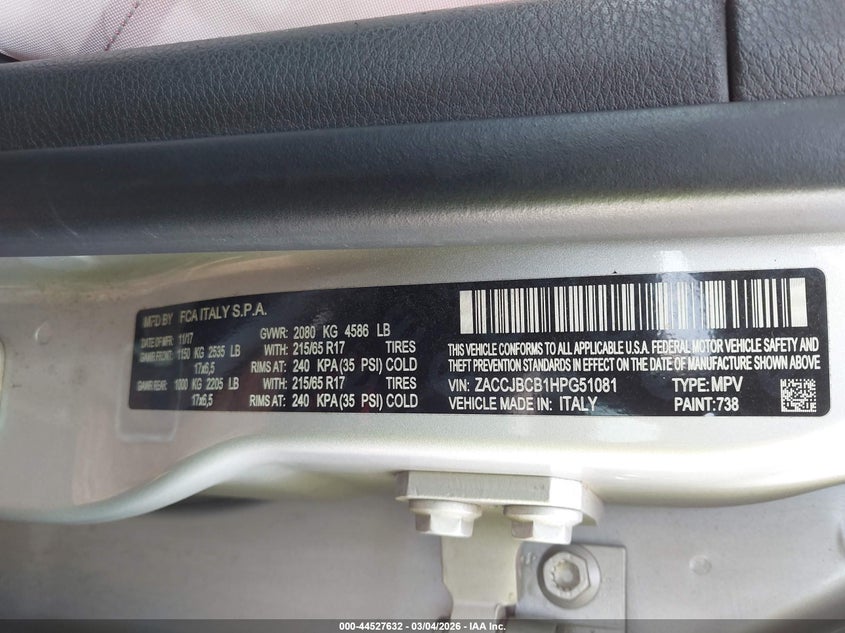 MFD BY FCA ITALY S.P.A.
DATE OF MFR: 11/17 GVWR: 2080 KG 4586 LB
GAWR FRONT: 1150 KG 2535 LB WITH: 215/65 R17 TIRES
17x6,5 RIMS AT: 240 KPA (35 PSI) COLD
GAWR REAR: 1000 KG 2205 LB WITH: 215/65 R17 TIRES
17x6,5 RIMS AT: 240 KPA (35 PSI) COLD
THIS VEHICLE CONFORMS TO ALL APPLICABLE U.S.A. FEDERAL MOTOR VEHICLE SAFETY AND
THEFT PREVENTION STANDARDS IN EFFECT ON THE DATE OF MANUFACTURE SHOWN ABOVE
VIN: ZACCJBCB1HPG51081 TYPE: MPV
VEHICLE MADE IN: ITALY PAINT: 738
000-44527632 - 03/04/2026 - IAA Inc.